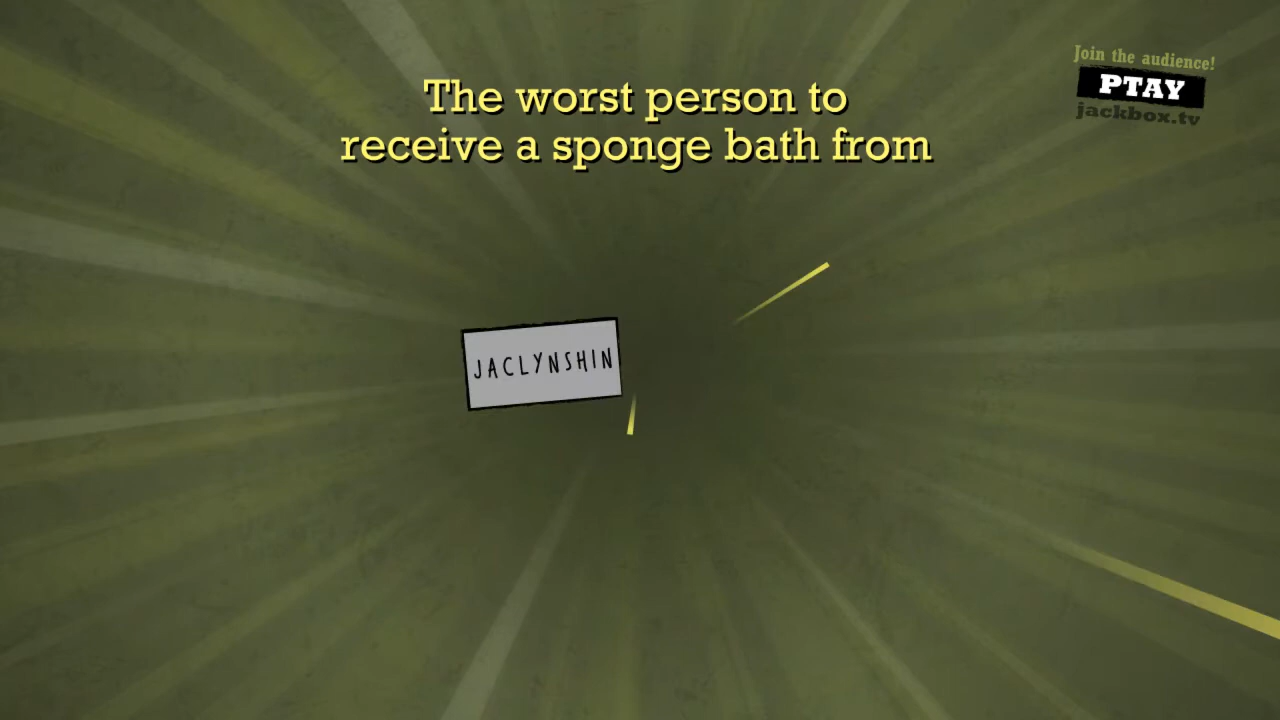 The worst person to
receive a sponge bath from
Join the audience!
PTAY
jackbox.tv
JACLYNSHIN